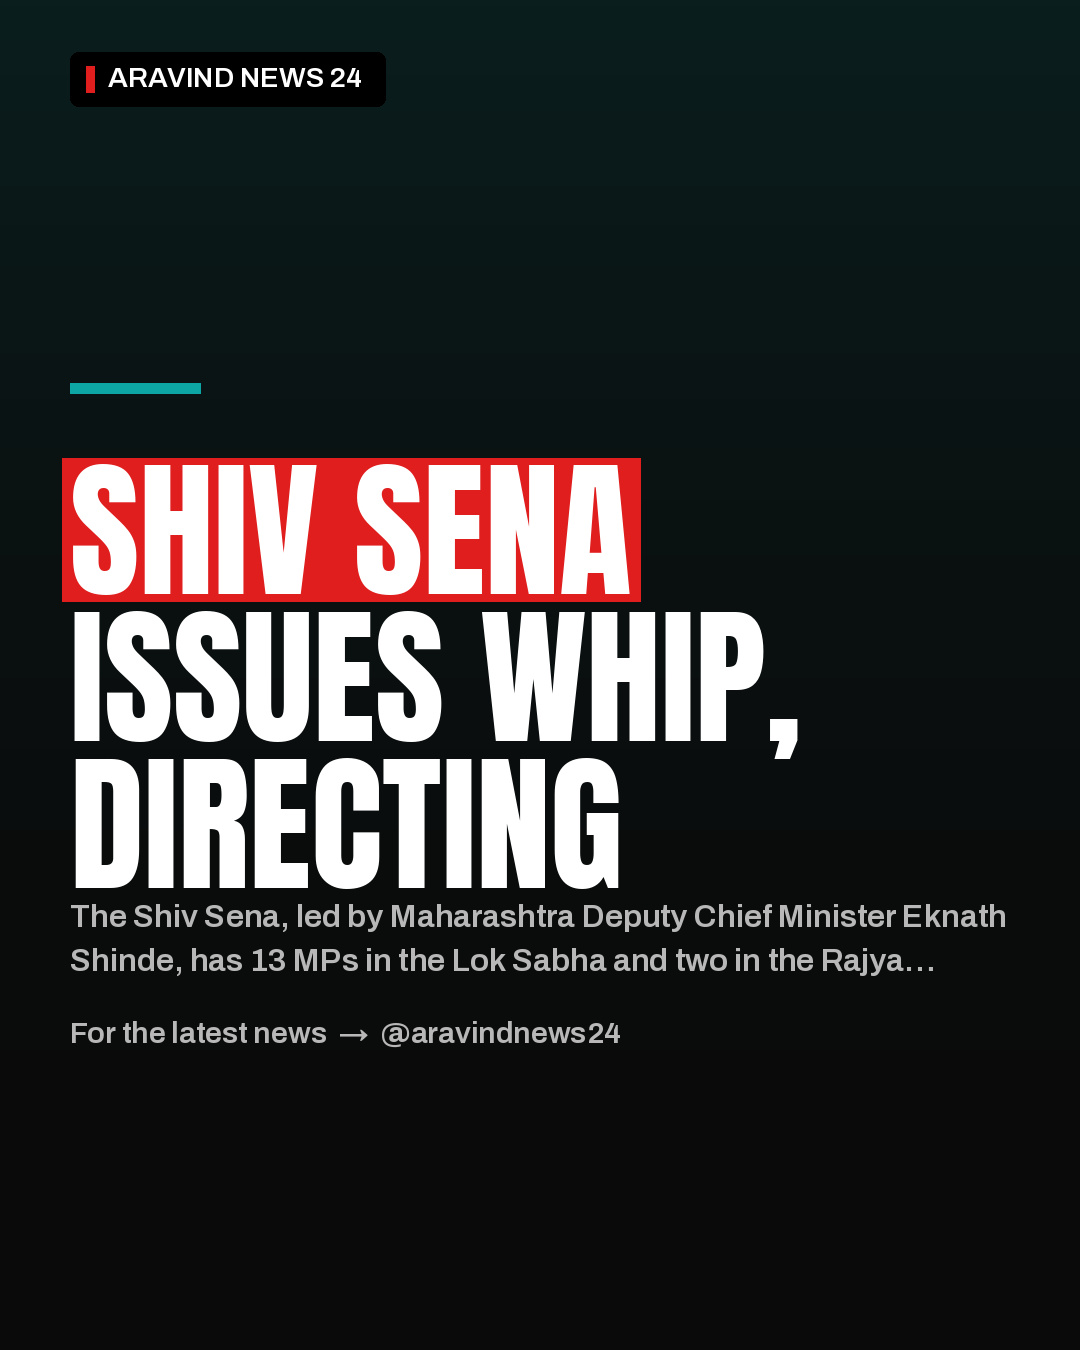 ARAVIND NEWS 24
SHIV SENA
ISSUES WHIP,
DIRECTING
The Shiv Sena, led by Maharashtra Deputy Chief Minister Eknath
Shinde, has 13 MPs in the Lok Sabha and two in the Rajya...
For the latest news → @aravindnews24